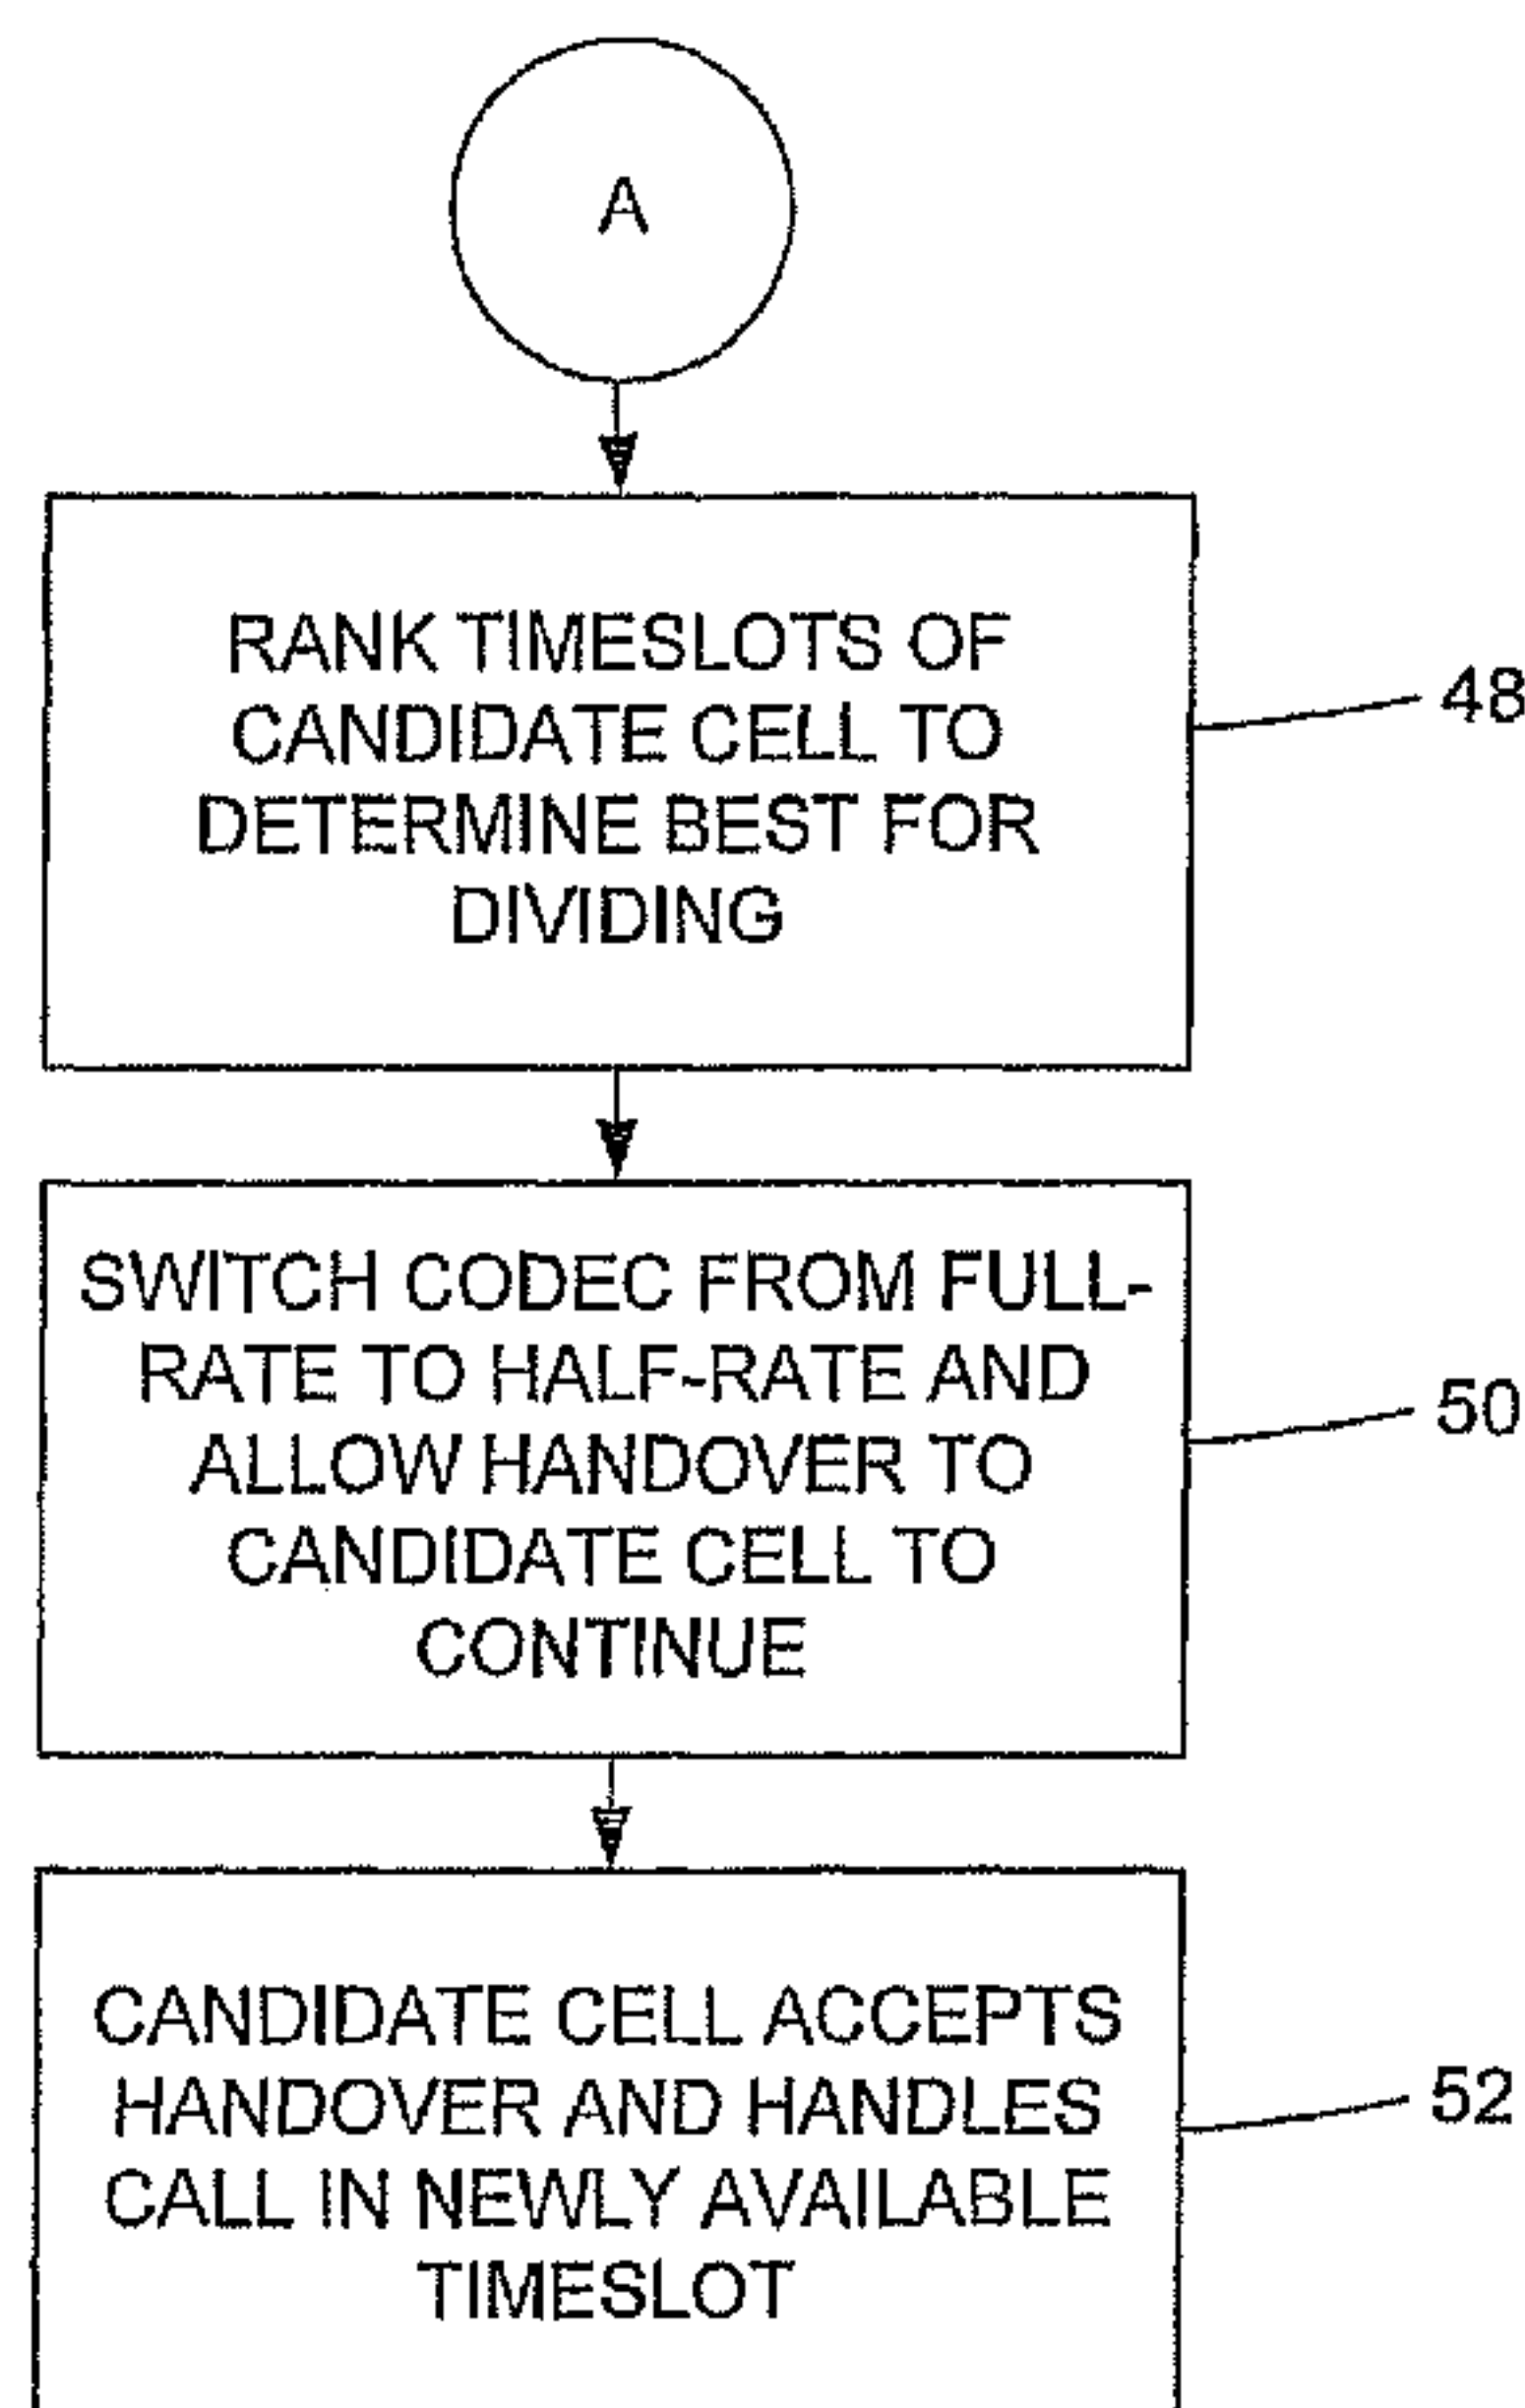 A
RANK TIMESLOTS OF
CANDIDATE CELL TO
DETERMINE BEST FOR
DIVIDING
48
SWITCH CODEC FROM FULL-
RATE TO HALF-RATE AND
ALLOW HANDOVER TO
CANDIDATE CELL TO
CONTINUE
50
CANDIDATE CELL ACCEPTS
HANDOVER AND HANDLES
CALL IN NEWLY AVAILABLE
TIMESLOT
52